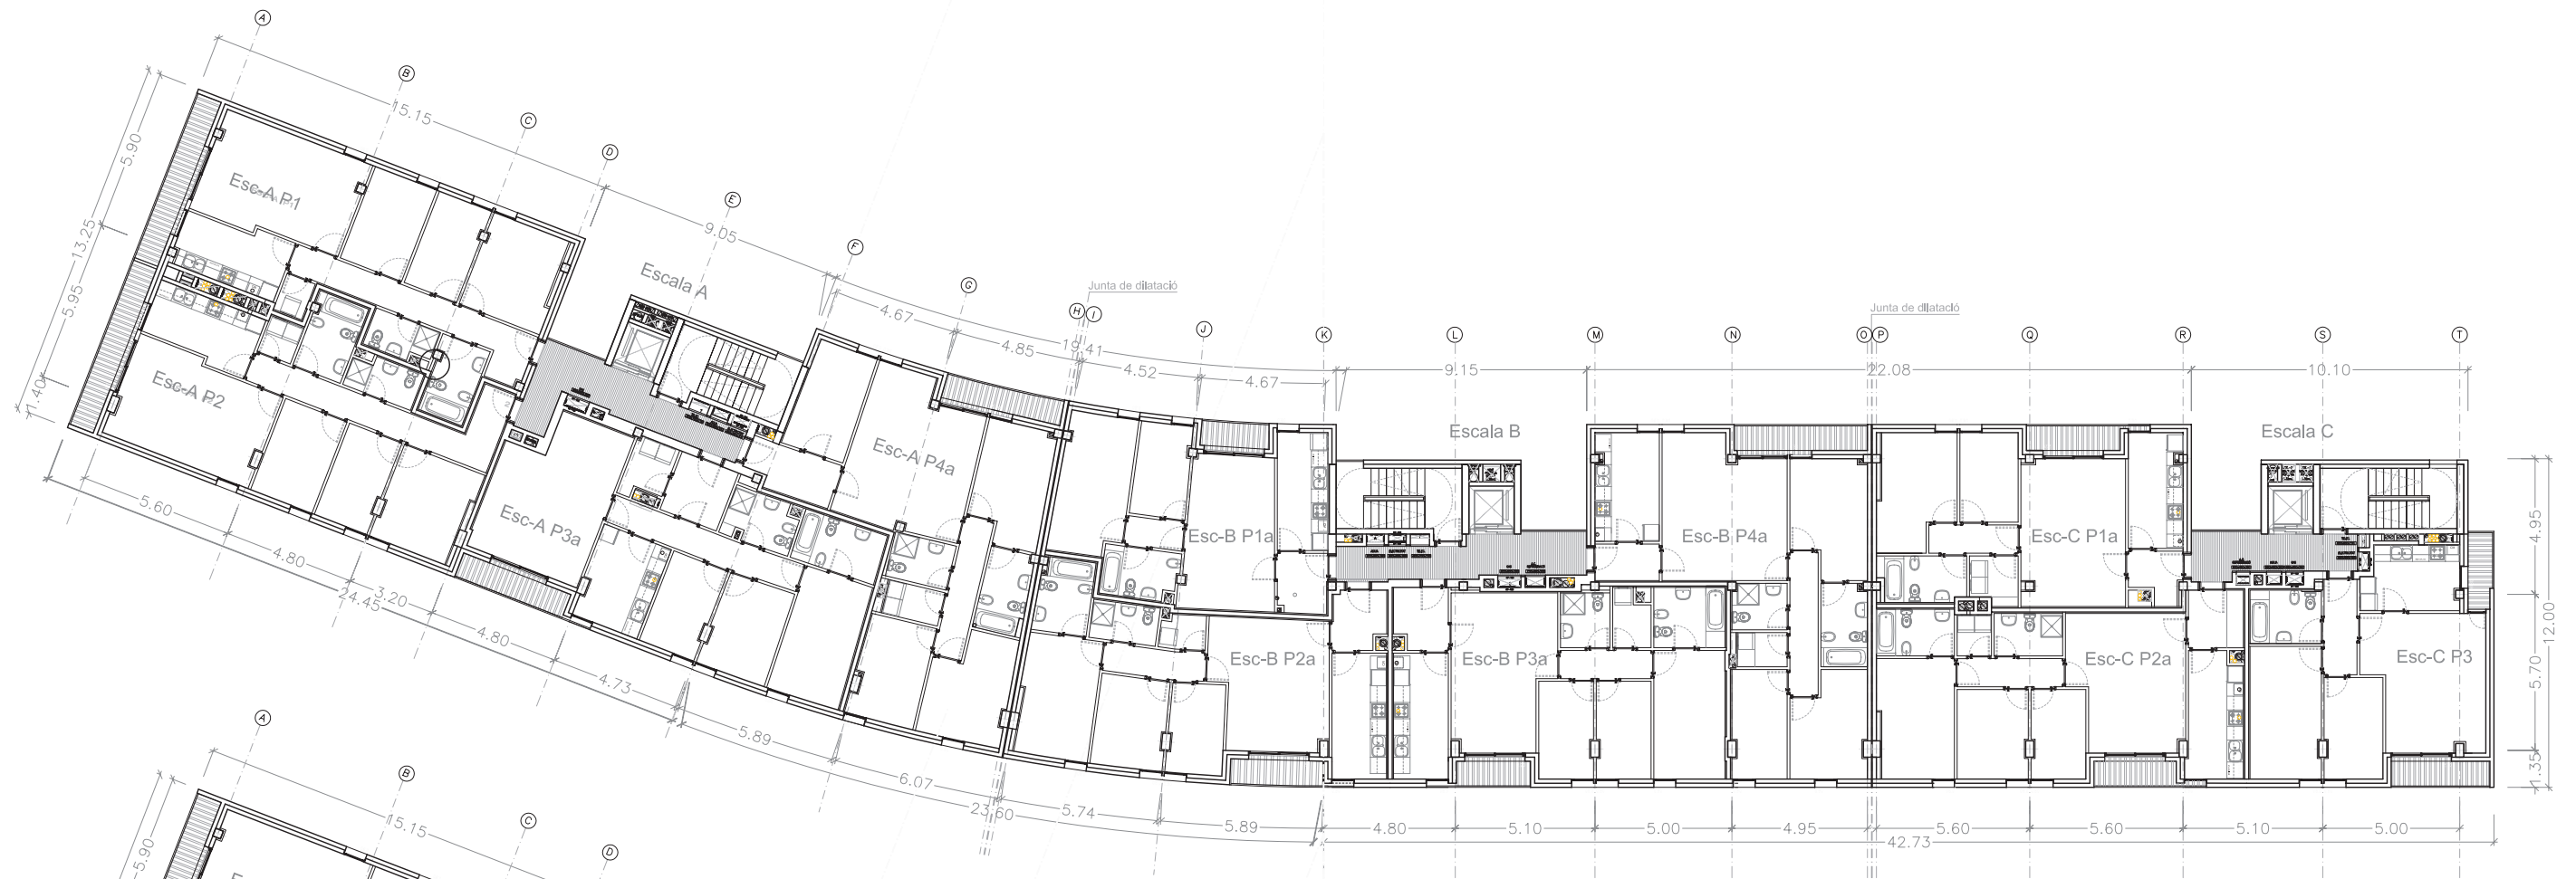 A
B
C
D
E
F
G
H I
J
K
L
M
N
O P
Q
R
S
T
15.15
9.05
5.90
13.25
5.95
1.40
Escala A
Junta de dilatació
Junta de dilatació
4.67
4.85
19.41
4.52
4.67
9.15
22.08
10.10
Escala B
Escala C
Esc-A P1
Esc-A P2
Esc-A P3a
Esc-A P4a
Esc-B P1a
Esc-B P4a
Esc-C P1a
Esc-B P2a
Esc-B P3a
Esc-C P2a
Esc-C P3
4.95
12.00
5.70
1.35
5.60
4.80
3.20
24.45
4.80
4.73
5.89
6.07
23.60
5.74
5.89
4.80
5.10
5.00
4.95
5.60
5.60
5.10
5.00
42.73
A
B
C
D
15.15
5.90